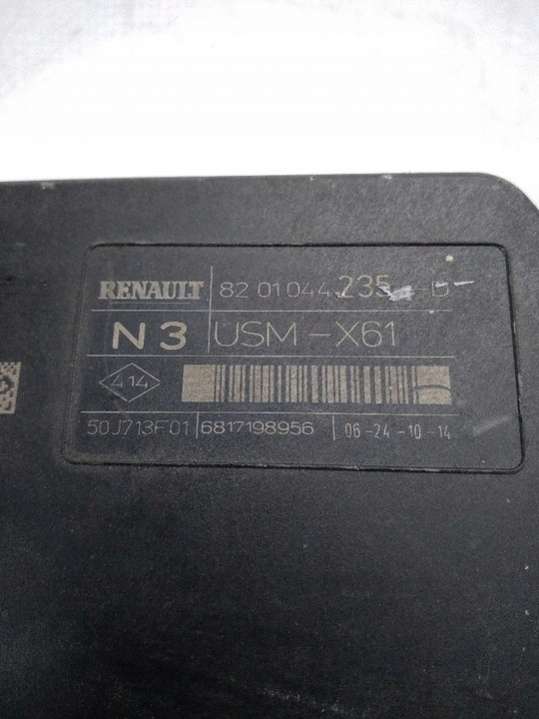 RENAULT 82 01 044 235 --D
N3 USM-X61
414
50J713F01 6817198956 06-24-10-14